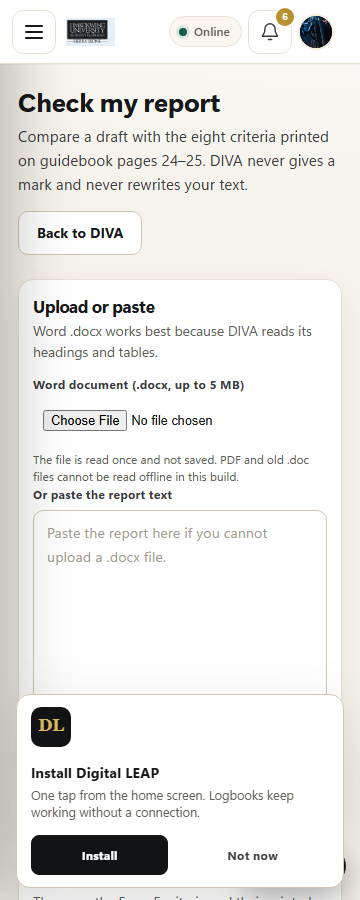 LIMKOKWING
UNIVERSITY
SIERRA LEONE
Online
6
Check my report
Compare a draft with the eight criteria printed
on guidebook pages 24–25. DIVA never gives a
mark and never rewrites your text.
Back to DIVA
Upload or paste
Word .docx works best because DIVA reads its
headings and tables.
Word document (.docx, up to 5 MB)
Choose File No file chosen
The file is read once and not saved. PDF and old .doc
files cannot be read offline in this build.
Or paste the report text
Paste the report here if you cannot
upload a .docx file.
DL
Install Digital LEAP
One tap from the home screen. Logbooks keep
working without a connection.
Install
Not now